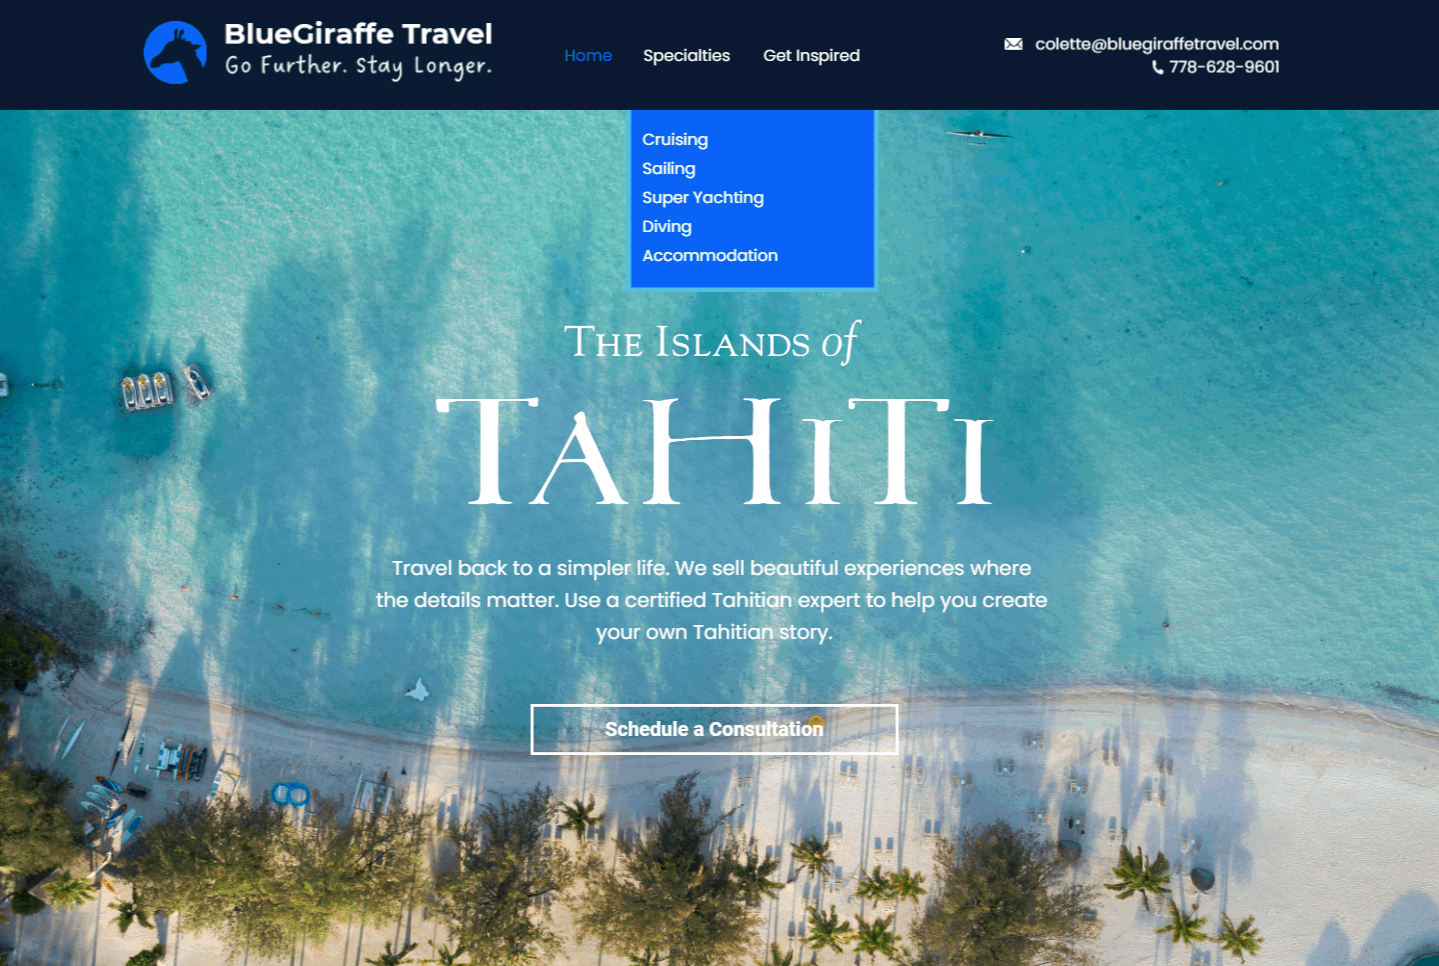 BlueGiraffe Travel
Go Further. Stay Longer.
Home
Specialties
Get Inspired
colette@bluegiraffetravel.com
778-628-9601
Cruising
Sailing
Super Yachting
Diving
Accommodation
The Islands of
TAHITI
Travel back to a simpler life. We sell beautiful experiences where
the details matter. Use a certified Tahitian expert to help you create
your own Tahitian story.
Schedule a Consultation